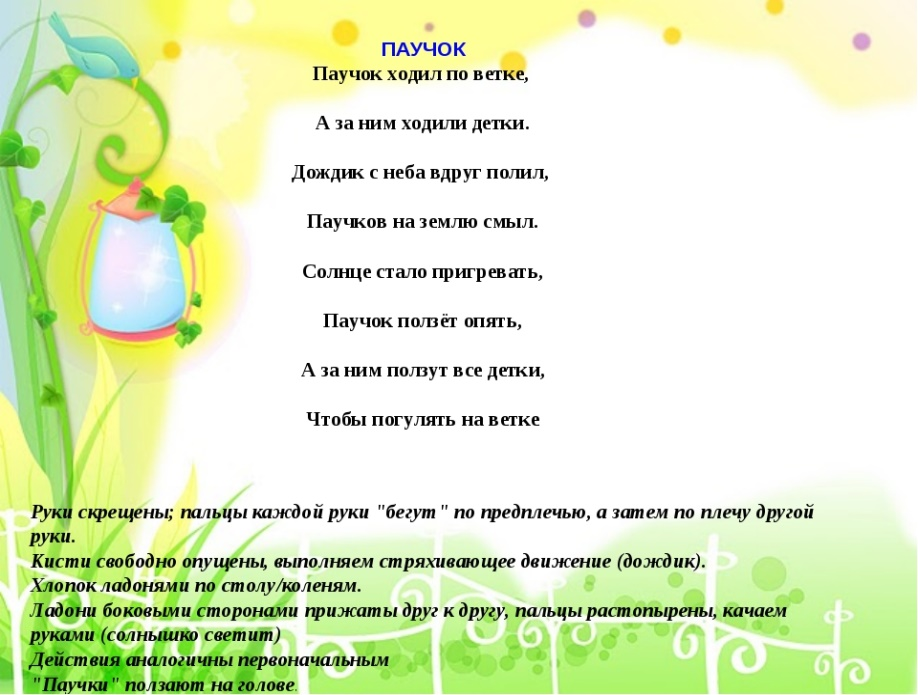 ПАУЧОК
Паучок ходил по ветке,
А за ним ходили детки.
Дождик с неба вдруг полил,
Паучков на землю смыл.
Солнце стало пригревать,
Паучок ползёт опять,
А за ним ползут все детки,
Чтобы погулять на ветке
Руки скрещены; пальцы каждой руки "бегут" по предплечью, а затем по плечу другой
руки.
Кисти свободно опущены, выполняем стряхивающее движение (дождик).
Хлопок ладонями по столу/коленям.
Ладони боковыми сторонами прижаты друг к другу, пальцы растопырены, качаем
руками (солнышко светит)
Действия аналогичны первоначальным
"Паучки" ползают на голове.